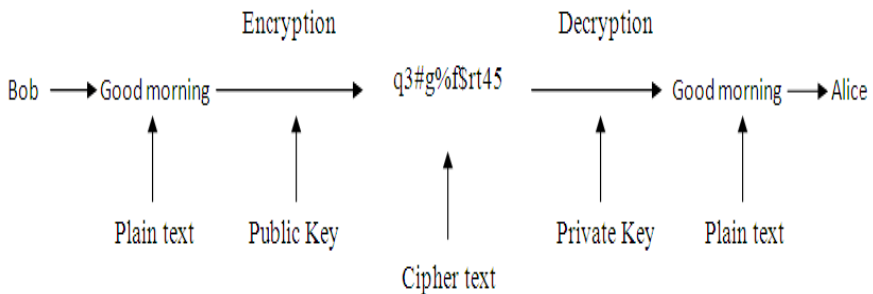 Encryption
Decryption
Bob
Good morning
q3#g%f$rt45
Good morning
Alice
Plain text
Public Key
Private Key
Plain text
Cipher text